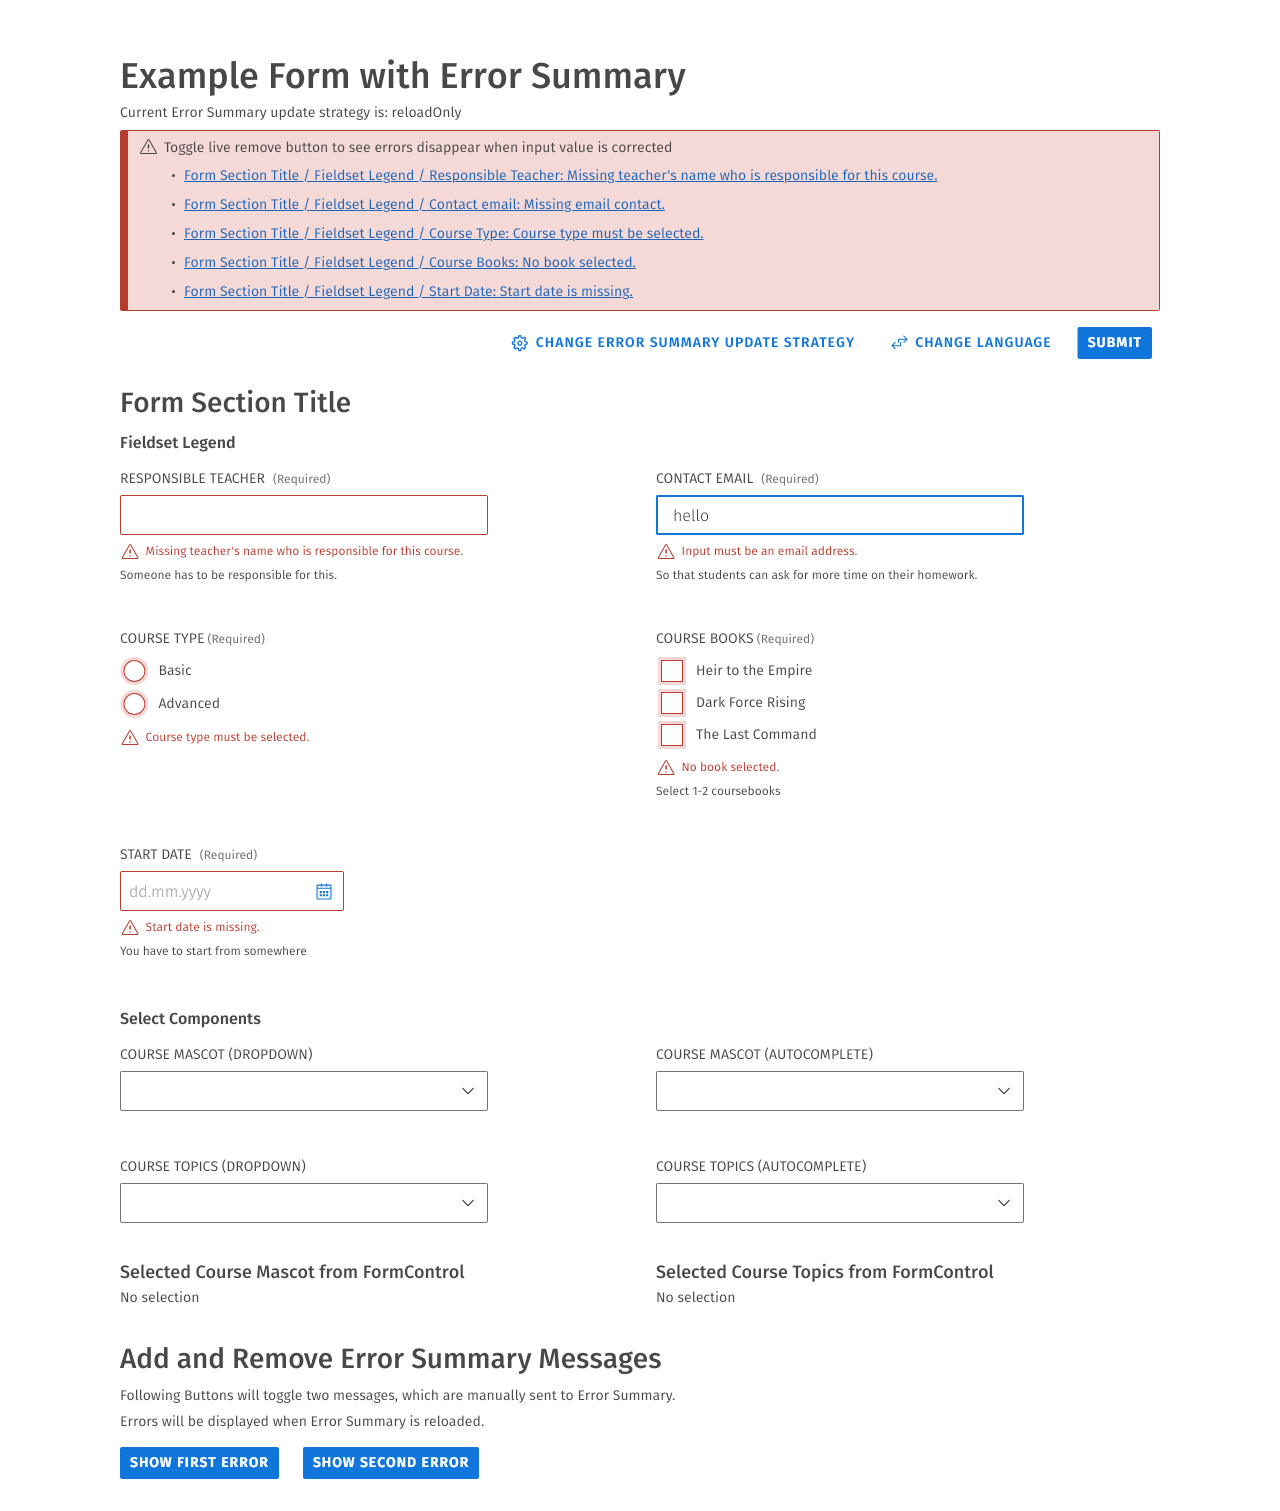 Example Form with Error Summary
Current Error Summary update strategy is: reloadOnly
Toggle live remove button to see errors disappear when input value is corrected
• Form Section Title / Fieldset Legend / Responsible Teacher: Missing teacher's name who is responsible for this course.
• Form Section Title / Fieldset Legend / Contact email: Missing email contact.
• Form Section Title / Fieldset Legend / Course Type: Course type must be selected.
• Form Section Title / Fieldset Legend / Course Books: No book selected.
• Form Section Title / Fieldset Legend / Start Date: Start date is missing.
CHANGE ERROR SUMMARY UPDATE STRATEGY CHANGE LANGUAGE SUBMIT
Form Section Title
Fieldset Legend
RESPONSIBLE TEACHER (Required)
Missing teacher's name who is responsible for this course.
Someone has to be responsible for this.
CONTACT EMAIL (Required)
hello
Input must be an email address.
So that students can ask for more time on their homework.
COURSE TYPE (Required)
Basic
Advanced
Course type must be selected.
COURSE BOOKS (Required)
Heir to the Empire
Dark Force Rising
The Last Command
No book selected.
Select 1-2 coursebooks
START DATE (Required)
dd.mm.yyyy
Start date is missing.
You have to start from somewhere
Select Components
COURSE MASCOT (DROPDOWN)
COURSE MASCOT (AUTOCOMPLETE)
COURSE TOPICS (DROPDOWN)
COURSE TOPICS (AUTOCOMPLETE)
Selected Course Mascot from FormControl
No selection
Selected Course Topics from FormControl
No selection
Add and Remove Error Summary Messages
Following Buttons will toggle two messages, which are manually sent to Error Summary.
Errors will be displayed when Error Summary is reloaded.
SHOW FIRST ERROR SHOW SECOND ERROR